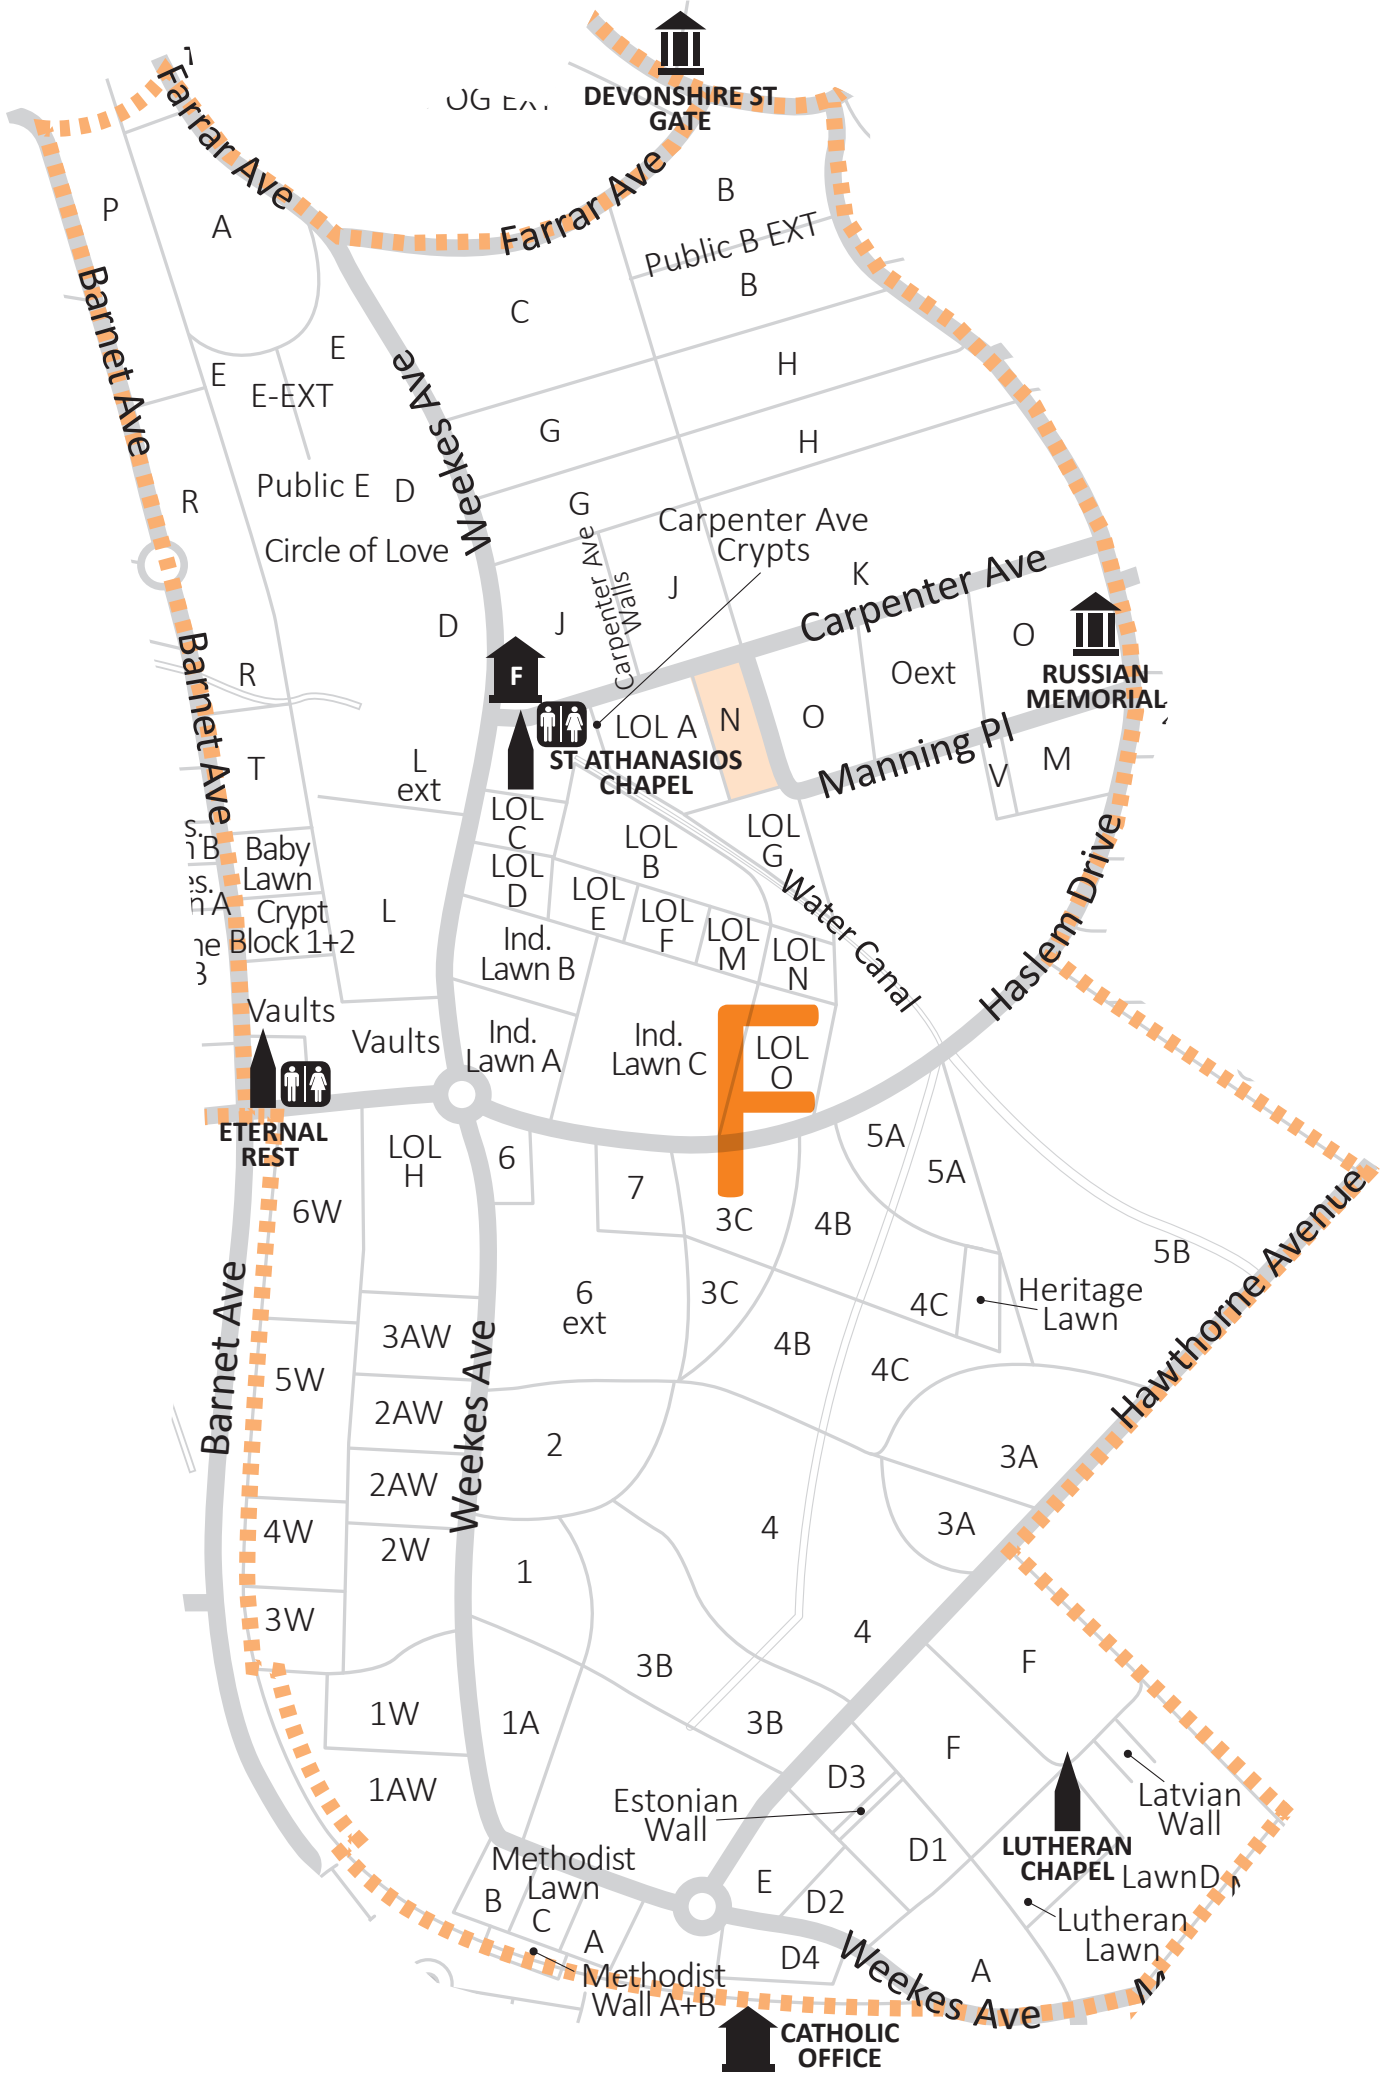 DEVONSHIRE ST
GATE
Farrar Ave
Farrar Ave
P
A
B
Public B EXT
B
Barnet Ave
C
E
E
E-EXT
Weekes Ave
H
G
H
R
Public E
D
G
Circle of Love
Carpenter Ave
Crypts
Carpenter Ave
Walls
J
J
K
Carpenter Ave
D
F
O
Oext
RUSSIAN
MEMORIAL
R
Barnet Ave
LOL A
N
O
ST ATHANASIOS
CHAPEL
Manning Pl
V
M
T
L
ext
LOL
C
LOL
B
LOL
G
Baby
Lawn
LOL
D
LOL
E
LOL
F
LOL
M
LOL
N
Water Canal
Haslem Drive
Crypt
Block 1+2
L
Ind.
Lawn B
Vaults
Vaults
Ind.
Lawn A
Ind.
Lawn C
LOL
O
F
ETERNAL
REST
LOL
H
6
7
5A
5A
6W
3C
4B
5B
Barnet Ave
Hawthorne Avenue
6
ext
3C
4C
Heritage
Lawn
3AW
Weekes Ave
4B
4C
5W
2AW
2
3A
2AW
4W
2W
4
3A
1
3W
4
3B
F
1W
1A
3B
F
1AW
D3
Estonian
Wall
Latvian
Wall
D1
LUTHERAN
CHAPEL
LawnD
Methodist
Lawn
B
C
A
E
D2
Lutheran
Lawn
D4
Weekes Ave
A
Methodist
Wall A+B
CATHOLIC
OFFICE